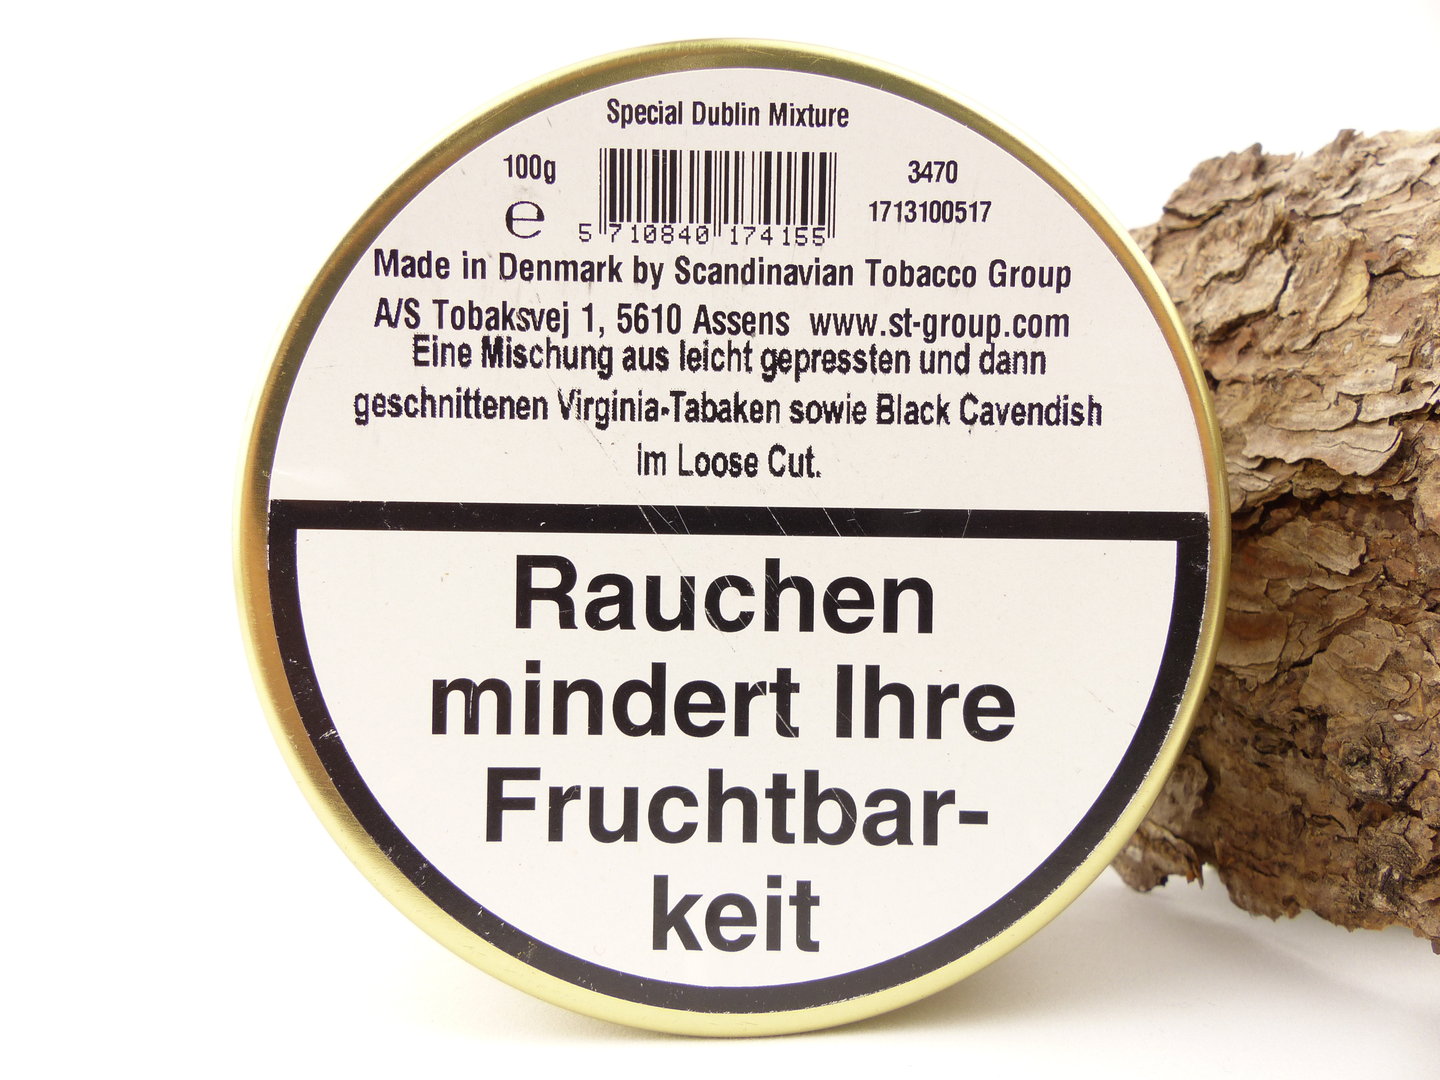 Special Dublin Mixture
100g
3470
1713100517
e
5 710840 174155
Made in Denmark by Scandinavian Tobacco Group
A/S Tobaksvej 1, 5610 Assens www.st-group.com
Eine Mischung aus leicht gepressten und dann
geschnittenen Virginia-Tabaken sowie Black Cavendish
im Loose Cut.
Rauchen
mindert Ihre
Fruchtbar-
keit